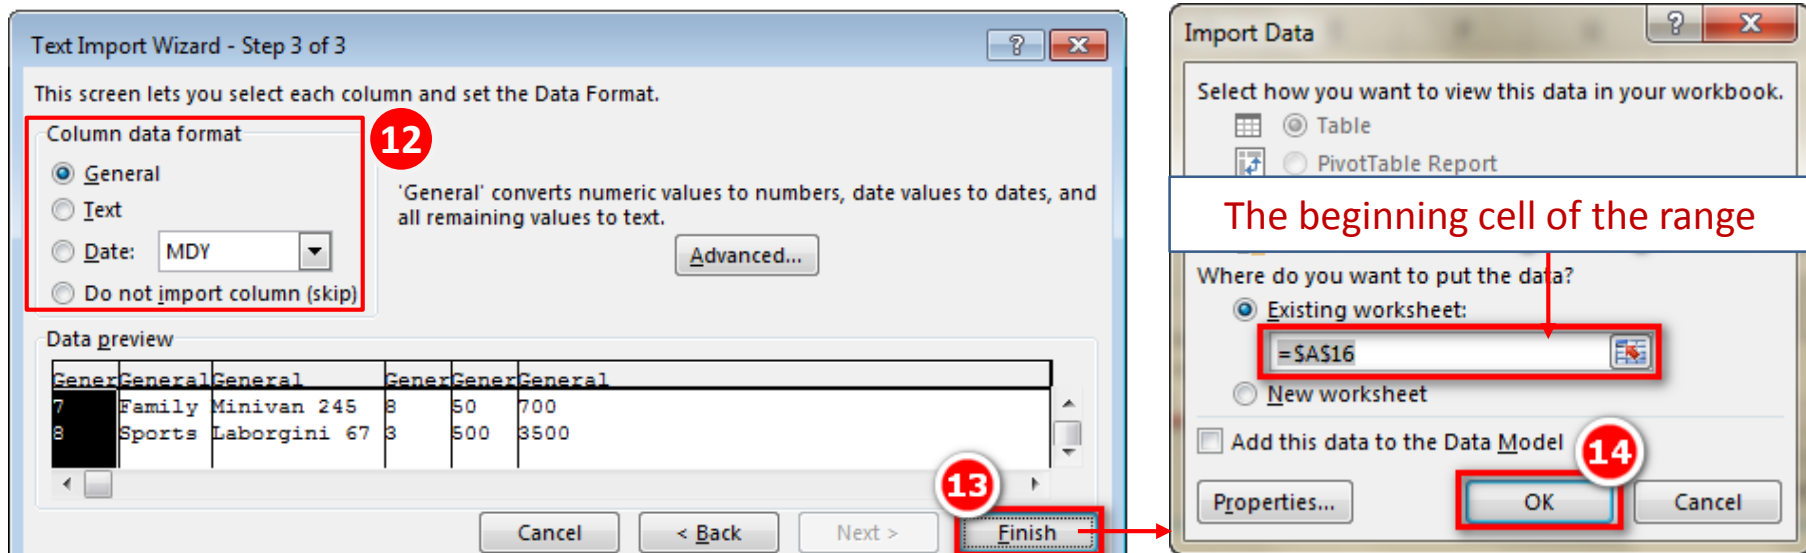 Text Import Wizard - Step 3 of 3
?
This screen lets you select each column and set the Data Format.
Column data format
12
General
Text
Date: MDY
Do not import column (skip)
'General' converts numeric values to numbers, date values to dates, and
all remaining values to text.
Advanced...
Data preview
Gener General General Gener Gener General
7 Family Minivan 245 8 50 700
8 Sports Laborgini 67 3 500 3500
13
Cancel < Back Next > Finish
Import Data
?
Select how you want to view this data in your workbook.
Table
PivotTable Report
The beginning cell of the range
Where do you want to put the data?
Existing worksheet:
=$A$16
New worksheet
Add this data to the Data Model
14
Properties... OK Cancel